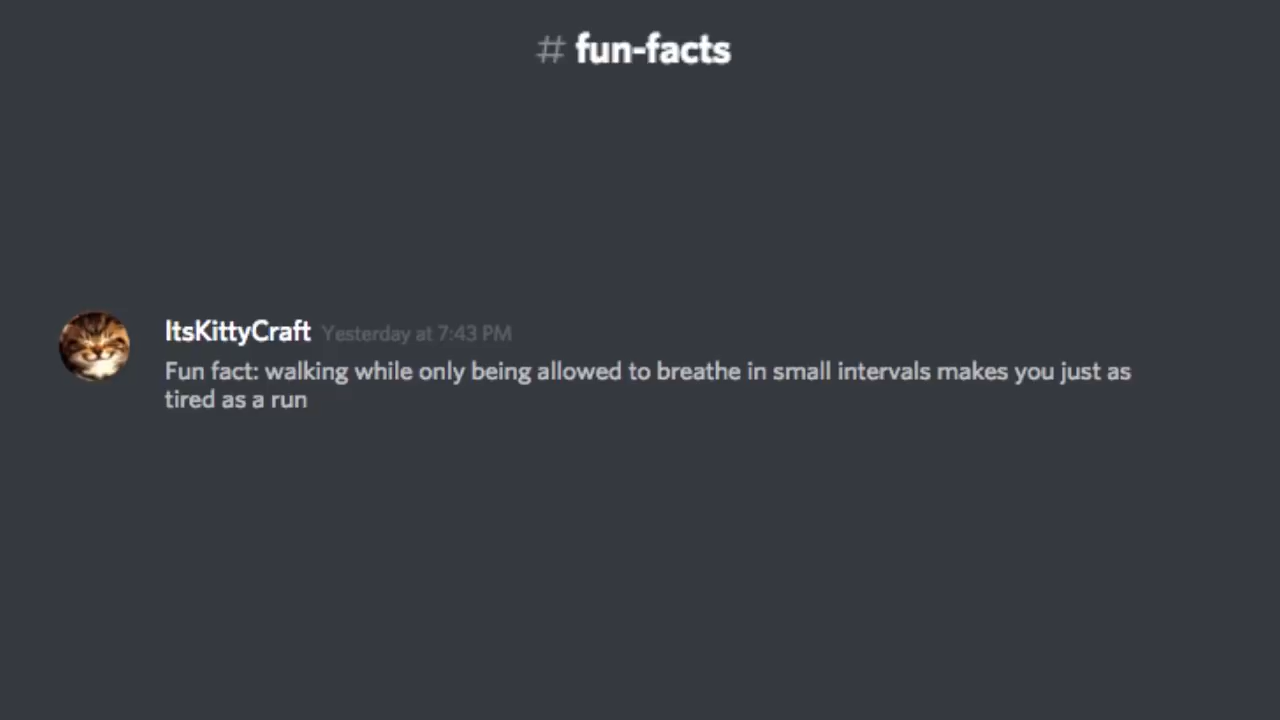 # fun-facts
ItsKittyCraft Yesterday at 7:43 PM
Fun fact: walking while only being allowed to breathe in small intervals makes you just as
tired as a run